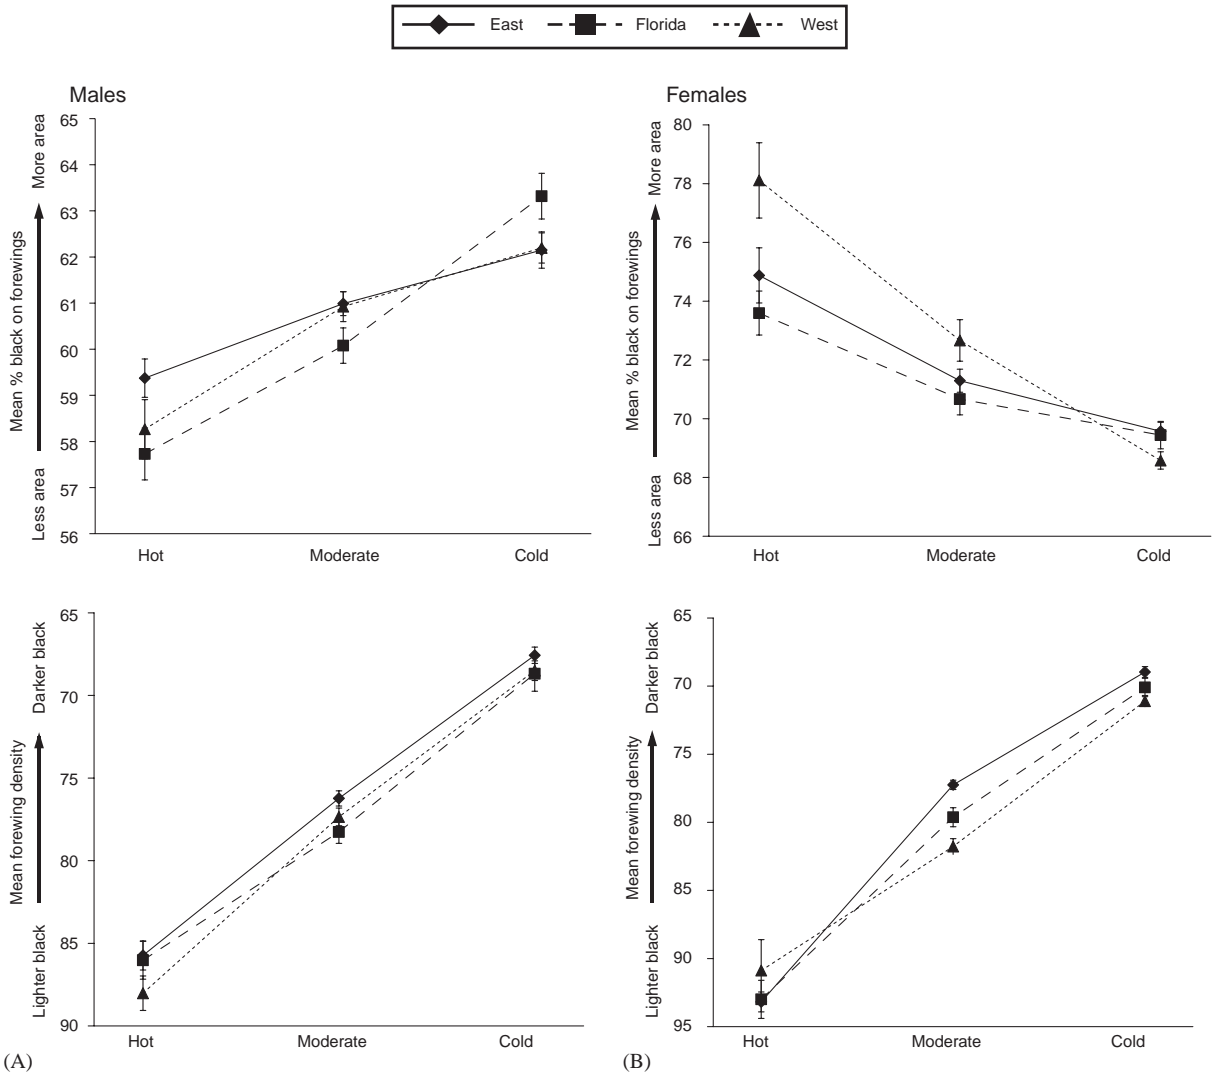 East Florida West
Males
65
64
63
62
61
60
59
58
57
56
More area
Mean % black on forewings
Less area
Hot Moderate Cold
Females
80
78
76
74
72
70
68
66
More area
Mean % black on forewings
Less area
Hot Moderate Cold
65
70
75
80
85
90
Darker black
Mean forewing density
Lighter black
Hot Moderate Cold
(A)
65
70
75
80
85
90
95
Darker black
Mean forewing density
Lighter black
Hot Moderate Cold
(B)